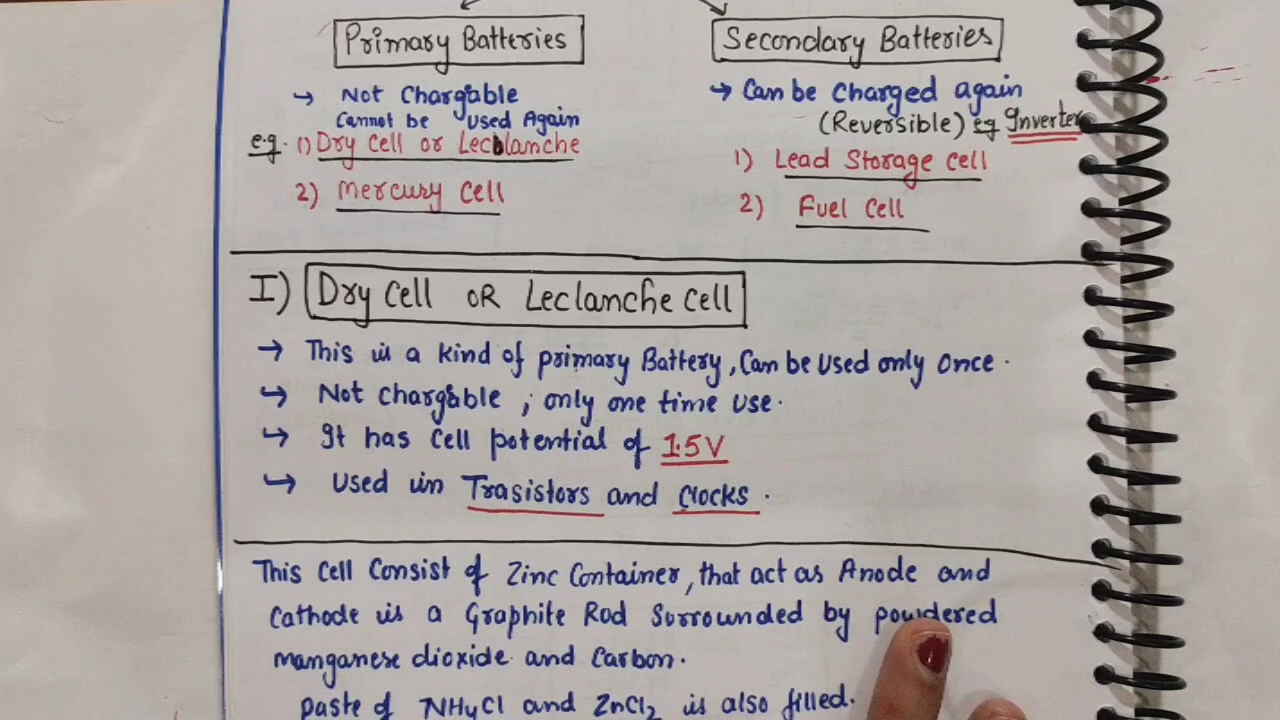 Primary Batteries
Secondary Batteries
→ Not Chargable
Cannot be used Again
e.g. 1) Dry Cell or Leclanche
2) Mercury Cell
→ Can be Charged again
(Reversible) eg Inverter
1) Lead Storage Cell
2) Fuel Cell
I) Dry Cell OR Leclanche Cell
→ This is a kind of primary Battery, Can be used only once.
→ Not Chargable, only one time use.
→ It has Cell potential of 1.5V
→ Used in Trasistors and Clocks.
This Cell Consist of Zinc Container, that act as Anode and
Cathode is a Graphite Rod Surrounded by powdered
manganese dioxide and Carbon.
paste of NH4Cl and ZnCl2 is also filled.